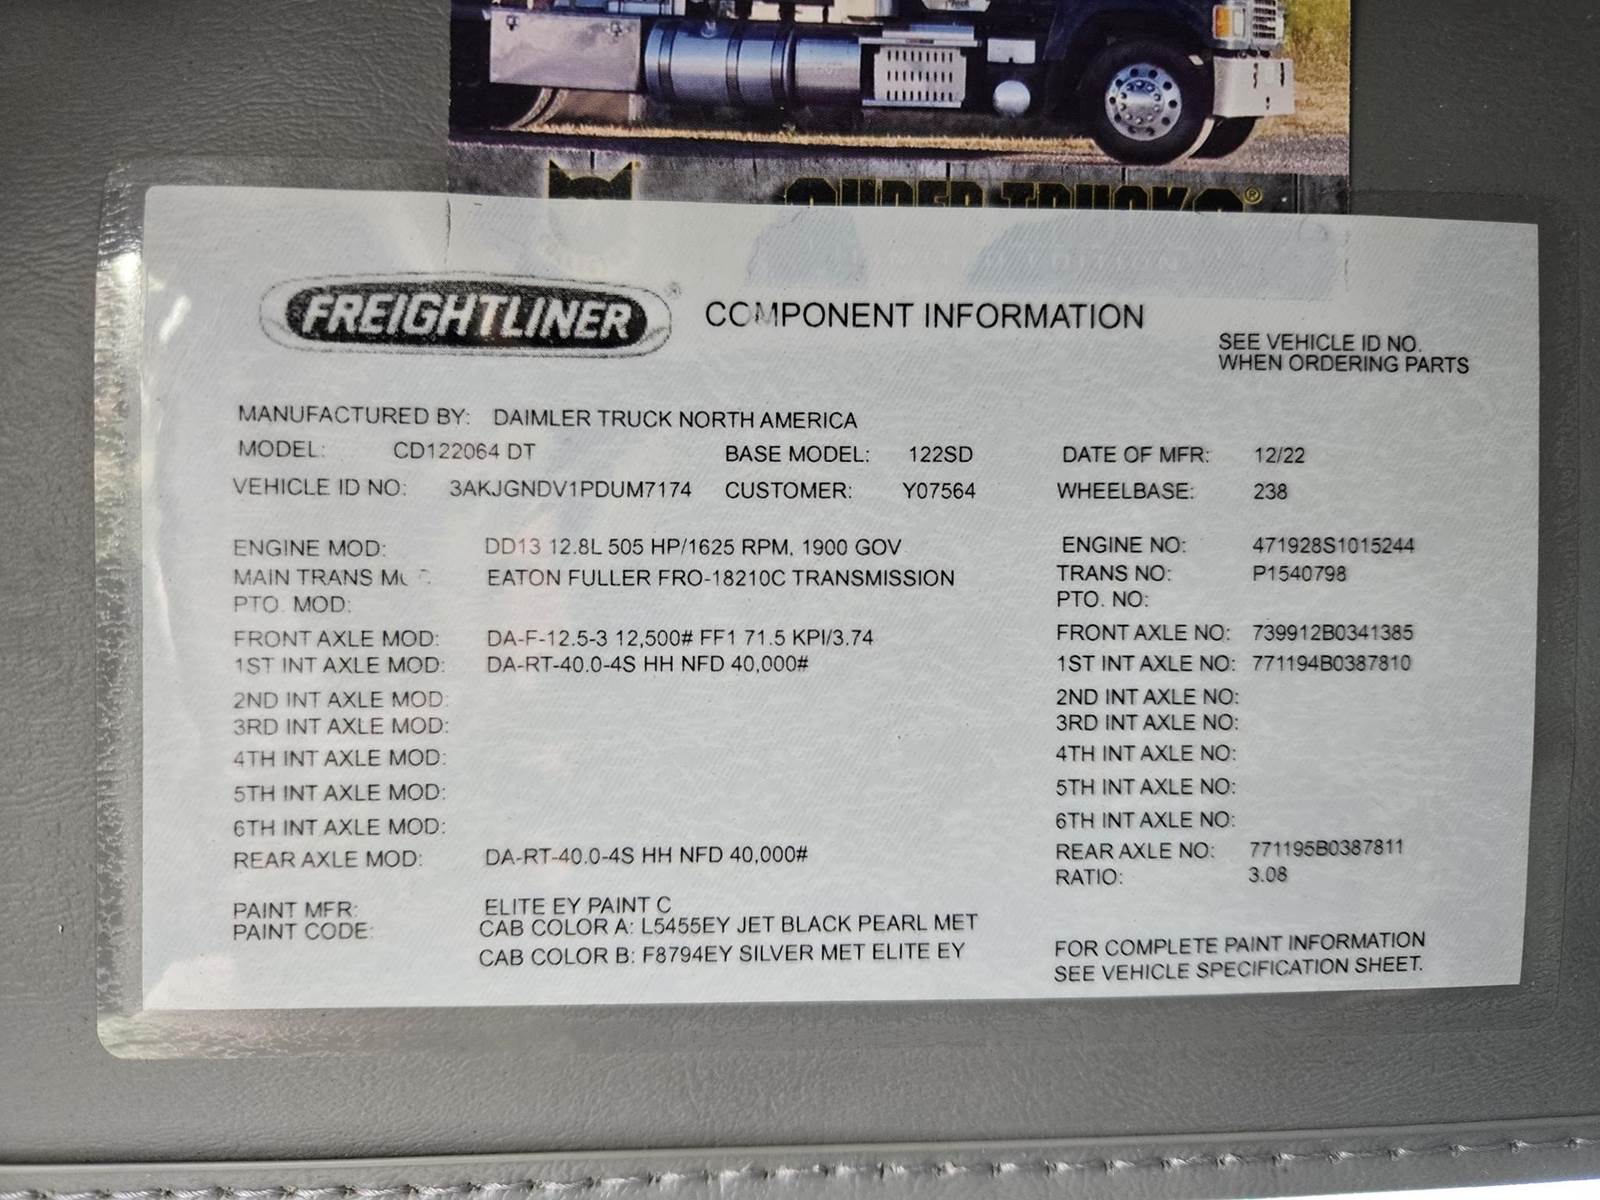 SUPER TRUCKS®
FREIGHTLINER® COMPONENT INFORMATION
SEE VEHICLE ID NO.
WHEN ORDERING PARTS
MANUFACTURED BY: DAIMLER TRUCK NORTH AMERICA
MODEL: CD122064 DT BASE MODEL: 122SD DATE OF MFR: 12/22
VEHICLE ID NO: 3AKJGNDV1PDUM7174 CUSTOMER: Y07564 WHEELBASE: 238
ENGINE MOD: DD13 12.8L 505 HP/1625 RPM, 1900 GOV ENGINE NO: 471928S1015244
MAIN TRANS EATON FULLER FRO-18210C TRANSMISSION TRANS NO: P1540798
PTO. MOD: PTO. NO:
FRONT AXLE MOD: DA-F-12.5-3 12,500# FF1 71.5 KPI/3.74 FRONT AXLE NO: 739912B0341385
1ST INT AXLE MOD: DA-RT-40.0-4S HH NFD 40,000# 1ST INT AXLE NO: 771194B0387810
2ND INT AXLE MOD: 2ND INT AXLE NO:
3RD INT AXLE MOD: 3RD INT AXLE NO:
4TH INT AXLE MOD: 4TH INT AXLE NO:
5TH INT AXLE MOD: 5TH INT AXLE NO:
6TH INT AXLE MOD: 6TH INT AXLE NO:
REAR AXLE MOD: DA-RT-40.0-4S HH NFD 40,000# REAR AXLE NO: 771195B0387811
RATIO: 3.08
PAINT MFR: ELITE EY PAINT C
PAINT CODE: CAB COLOR A: L5455EY JET BLACK PEARL MET
CAB COLOR B: F8794EY SILVER MET ELITE EY
FOR COMPLETE PAINT INFORMATION
SEE VEHICLE SPECIFICATION SHEET.